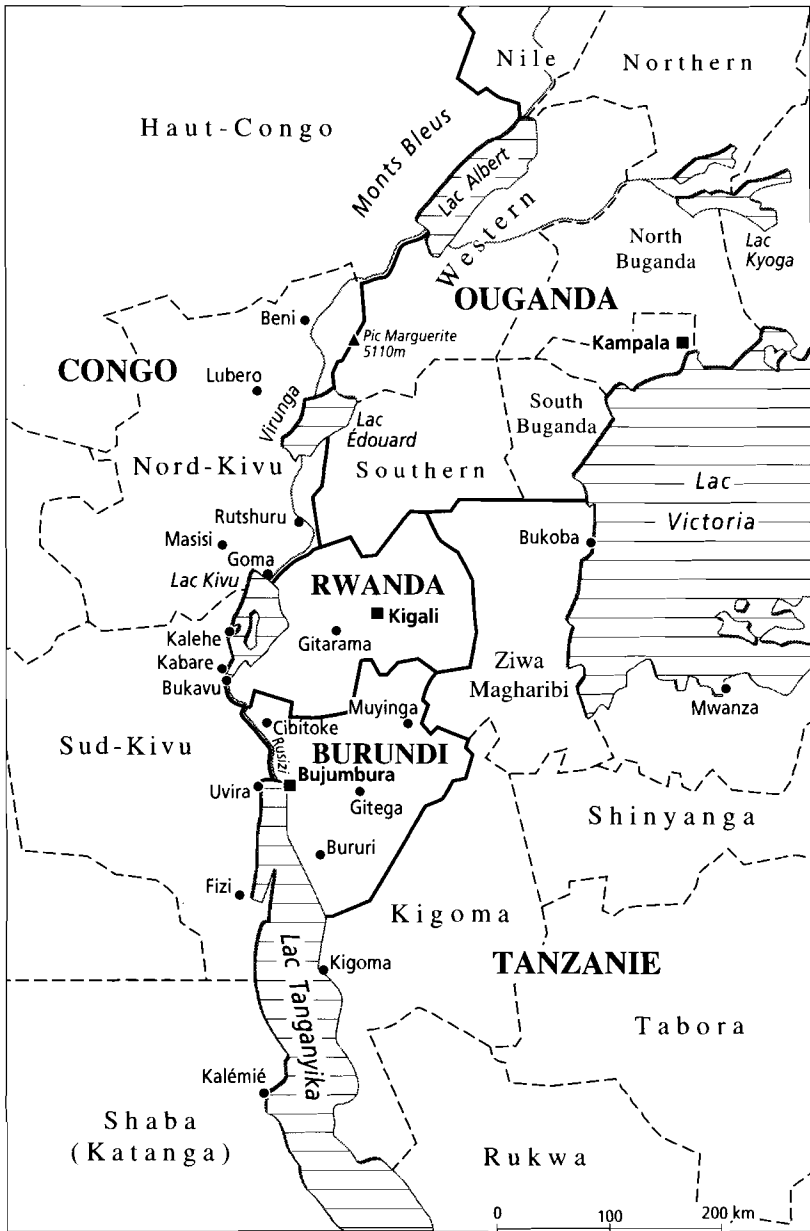 Nile
Northern
Haut-Congo
Monts Bleus
Lac Albert
Western
North
Buganda
Lac
Kyoga
OUGANDA
Beni
Pic Marguerite
5110m
Kampala
CONGO
Lubero
Virunga
Lac
Édouard
South
Buganda
Nord-Kivu
Southern
Lac
Victoria
Rutshuru
Masisi
Bukoba
Goma
Lac Kivu
RWANDA
Kigali
Kalehe
Gitarama
Kabare
Bukavu
Ziwa
Magharibi
Mwanza
Muyinga
Cibitoke
Sud-Kivu
Rusizi
BURUNDI
Bujumbura
Uvira
Gitega
Shinyanga
Bururi
Fizi
Kigoma
Lac Tanganyika
Kigoma
TANZANIE
Tabora
Kalémié
Shaba
(Katanga)
Rukwa
0 100 200 km